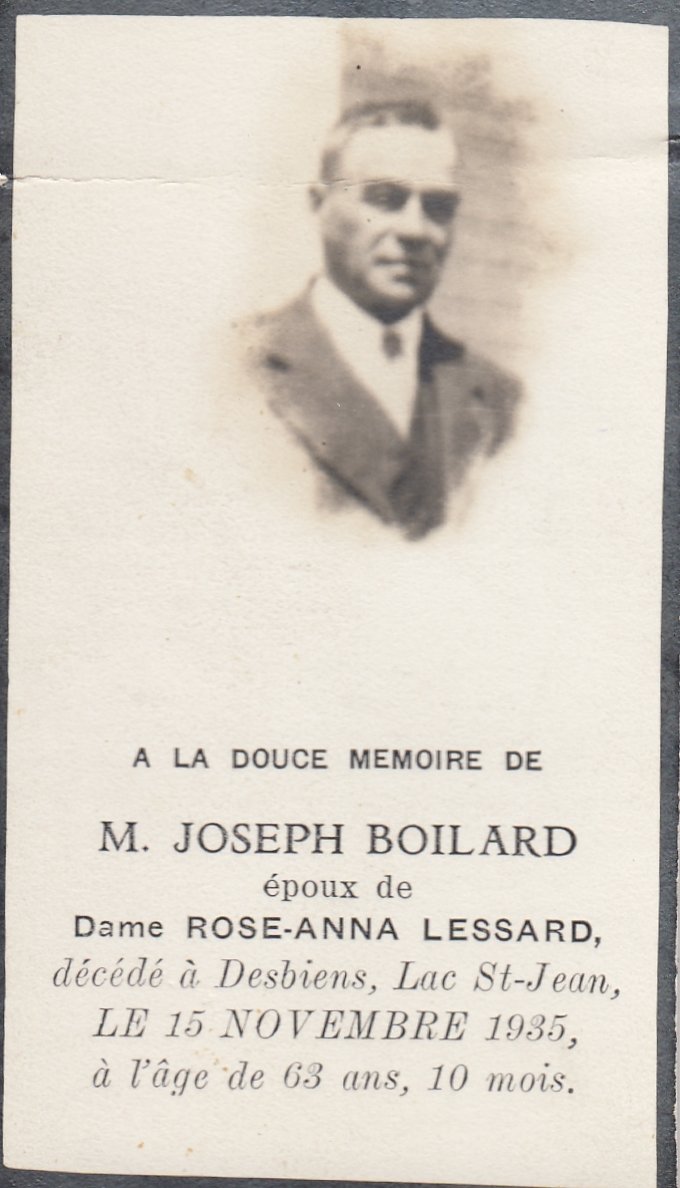 A LA DOUCE MEMOIRE DE
M. JOSEPH BOILARD
époux de
Dame ROSE-ANNA LESSARD,
décédé à Desbiens, Lac St-Jean,
LE 15 NOVEMBRE 1935,
à l'âge de 63 ans, 10 mois.